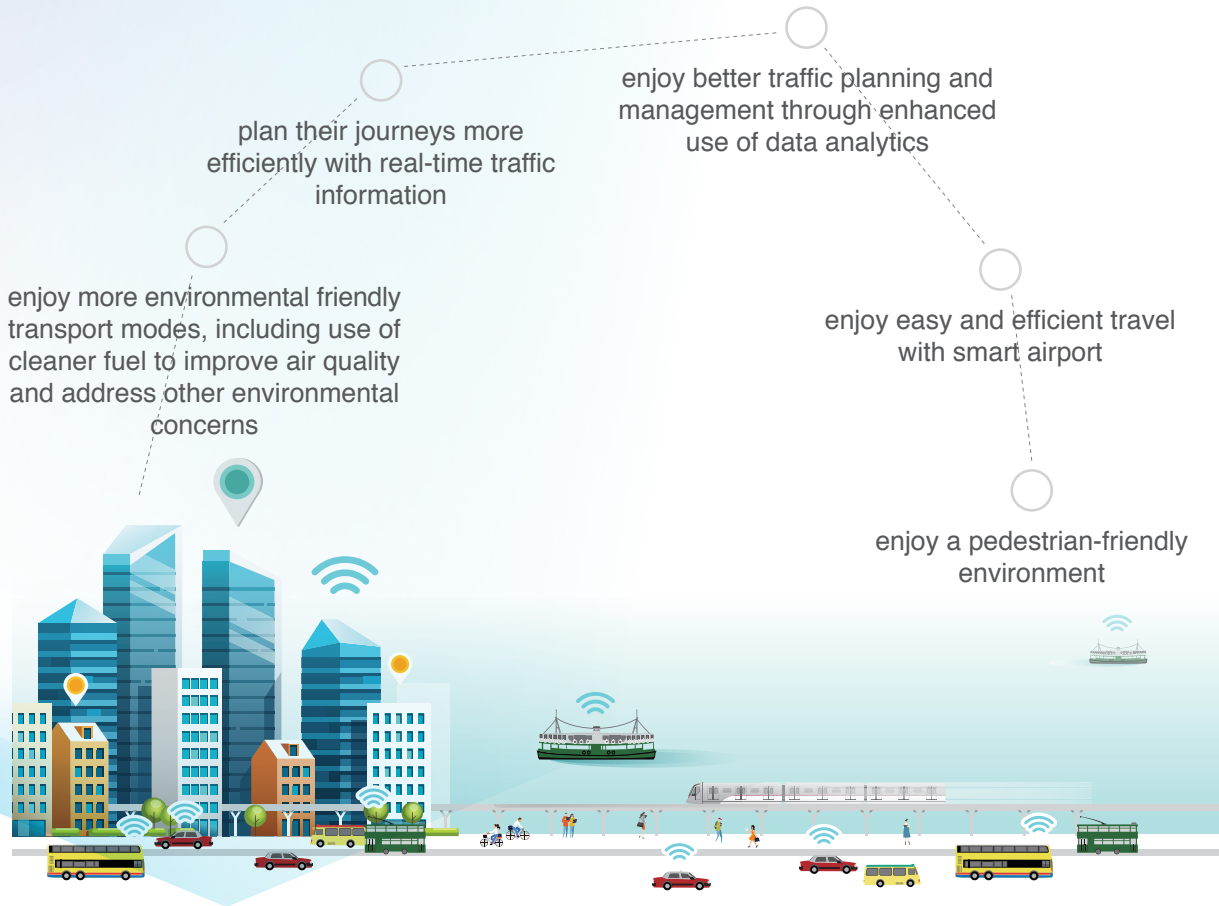 enjoy better traffic planning and
management through enhanced
use of data analytics
plan their journeys more
efficiently with real-time traffic
information
enjoy more environmental friendly
transport modes, including use of
cleaner fuel to improve air quality
and address other environmental
concerns
enjoy easy and efficient travel
with smart airport
enjoy a pedestrian-friendly
environment